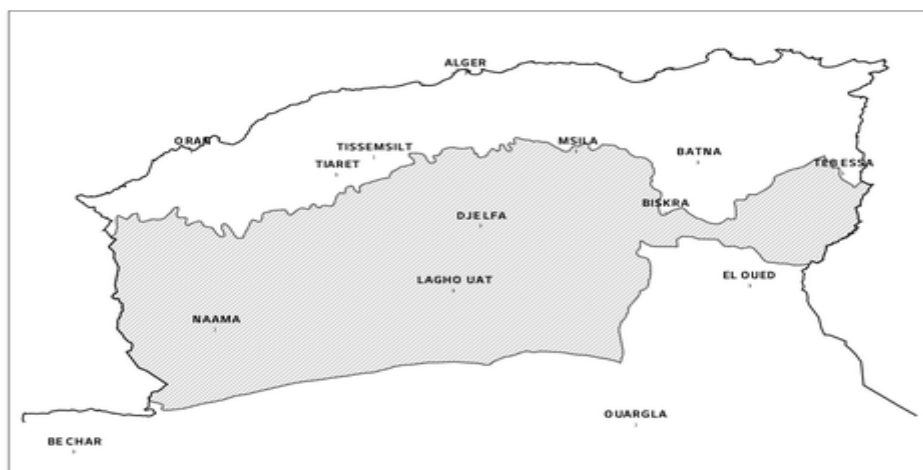 ALGER
ORAN
TISSEMSILT
MSILA
TIARET
BATNA
TEBESSA
BISKRA
DJELFA
EL OUED
LAGHO UAT
NAAMA
OUARGLA
BE CHAR